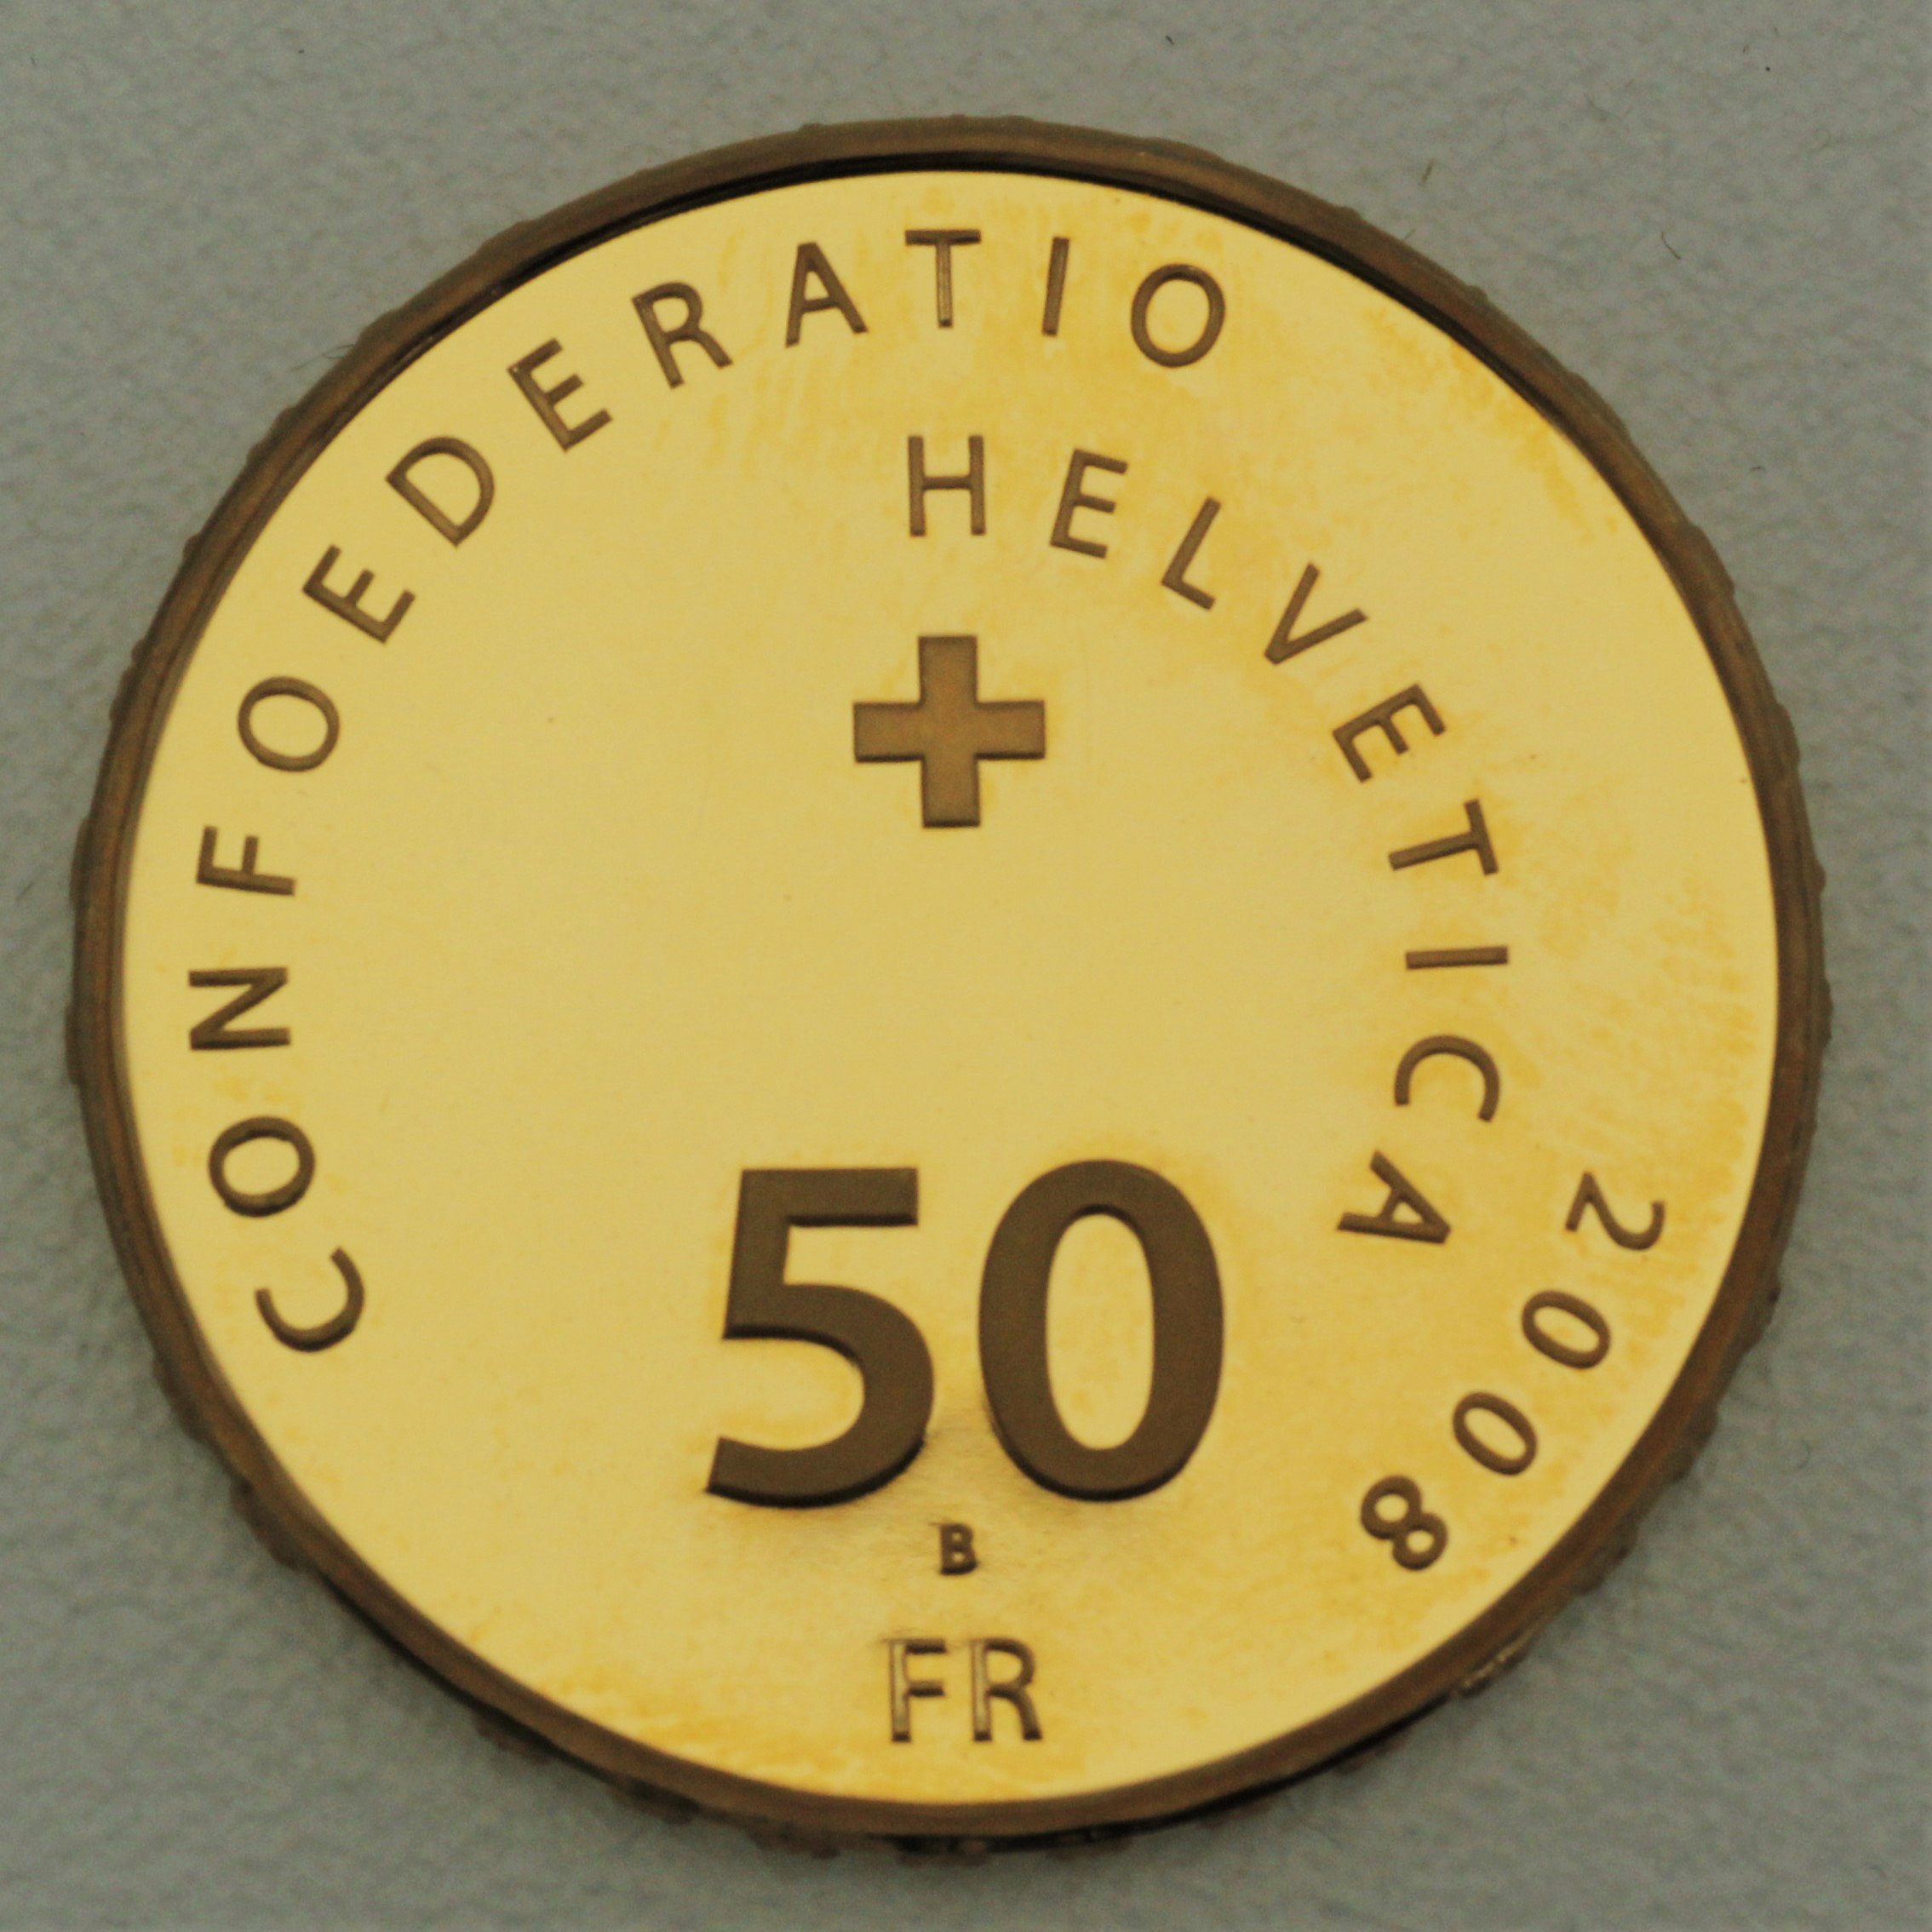 CONFOEDERATIO
HELVETICA
2008
50
B
FR